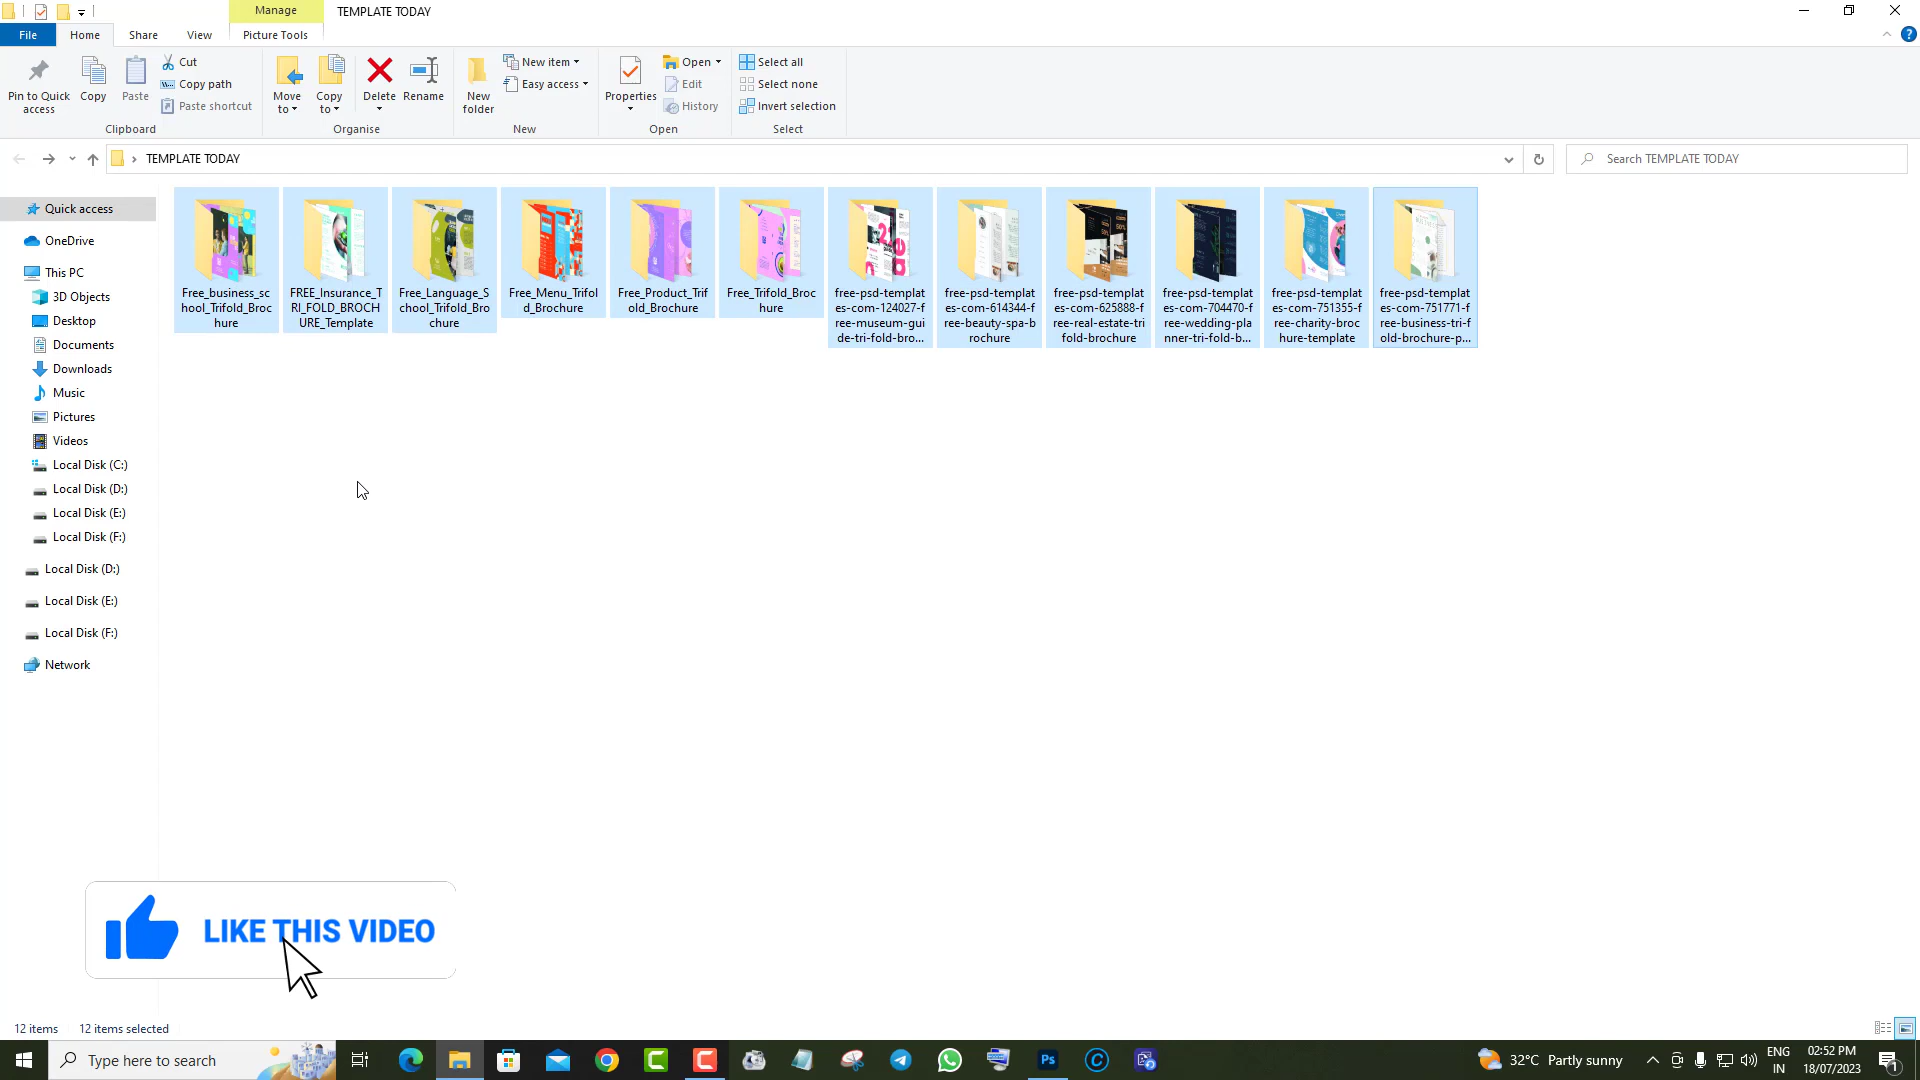 Manage
TEMPLATE TODAY
File
Home
Share
View
Picture Tools
Pin to Quick
access
Copy
Paste
Cut
Copy path
Paste shortcut
Clipboard
Move
to
Copy
to
Delete
Rename
Organise
New
folder
New item
Easy access
New
Properties
Open
Edit
History
Open
Select all
Select none
Invert selection
Select
TEMPLATE TODAY
Search TEMPLATE TODAY
Quick access
OneDrive
This PC
3D Objects
Desktop
Documents
Downloads
Music
Pictures
Videos
Local Disk (C:)
Local Disk (D:)
Local Disk (E:)
Local Disk (F:)
Local Disk (D:)
Local Disk (E:)
Local Disk (F:)
Network
Free_business_sc
hool_Trifold_Broc
hure
FREE_Insurance_T
RI_FOLD_BROCH
URE_Template
Free_Language_S
chool_Trifold_Bro
chure
Free_Menu_Trifol
d_Brochure
Free_Product_Trif
old_Brochure
Free_Trifold_Broc
hure
free-psd-templat
es-com-124027-f
ree-museum-gui
de-tri-fold-bro...
free-psd-templat
es-com-614344-f
ree-beauty-spa-b
rochure
free-psd-templat
es-com-625888-f
ree-real-estate-tri
fold-brochure
free-psd-templat
es-com-704470-f
ree-wedding-pla
nner-tri-fold-b...
free-psd-templat
es-com-751355-f
ree-charity-broc
hure-template
free-psd-templat
es-com-751771-f
ree-business-tri-f
old-brochure-p...
LIKE THIS VIDEO
12 items
12 items selected
Type here to search
Ps
32°C Partly sunny
ENG
IN
02:52 PM
18/07/2023
1